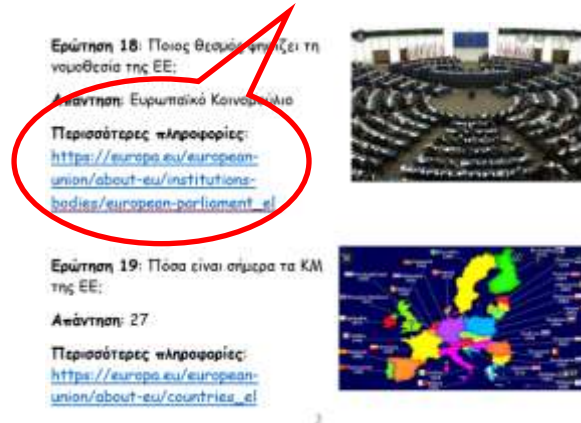 Ερώτηση 18: Ποιος θεσμός ψηφίζει τη
νομοθεσία της ΕΕ;
Απάντηση: Ευρωπαϊκό Κοινοβούλιο
Περισσότερες πληροφορίες:
https://europa.eu/european-
union/about-eu/institutions-
bodies/european-parliament_el
Ερώτηση 19: Πόσα είναι σήμερα τα ΚΜ
της ΕΕ;
Απάντηση: 27
Περισσότερες πληροφορίες:
https://europa.eu/european-
union/about-eu/countries_el
3